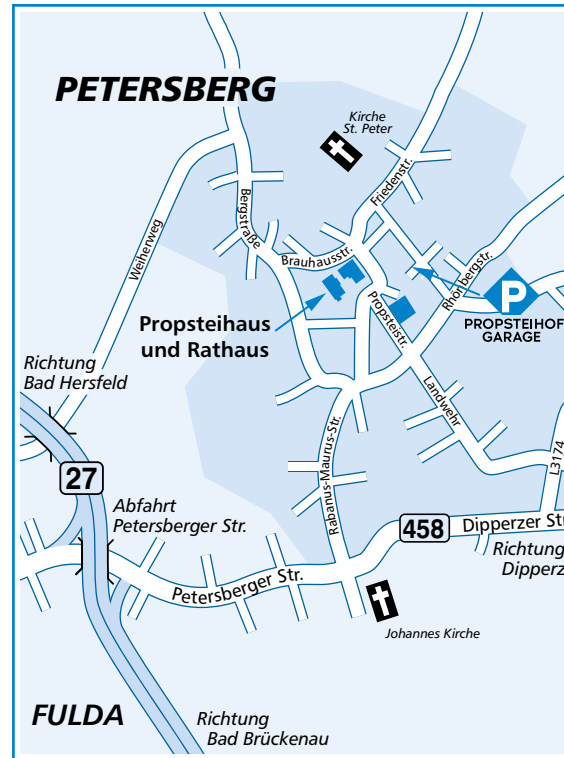 PETERSBERG
Kirche
St. Peter
Friedenstr.
Bergstraße
Weiherweg
Brauhausstr.
Rhönbergstr.
P
PROPSTEIHOF
GARAGE
Propsteihaus
und Rathaus
Propsteistr.
Richtung
Bad Hersfeld
Landwehr
Rabanus-Maurus-Str.
L3174
27
Abfahrt
Petersberger Str.
458
Dipperzer Str
Richtung
Dipperz
Petersberger Str.
Johannes Kirche
FULDA
Richtung
Bad Brückenau